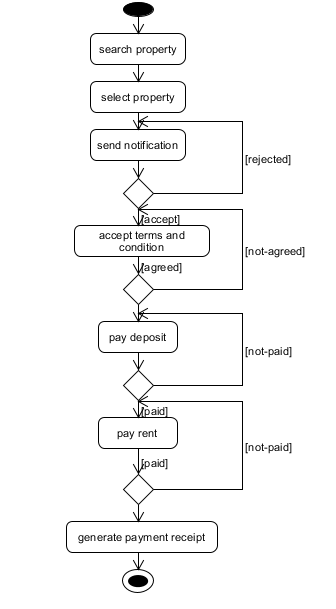 search property
select property
send notification
[rejected]
[accept]
accept terms and
condition
[not-agreed]
[agreed]
pay deposit
[not-paid]
[paid]
pay rent
[not-paid]
[paid]
generate payment receipt